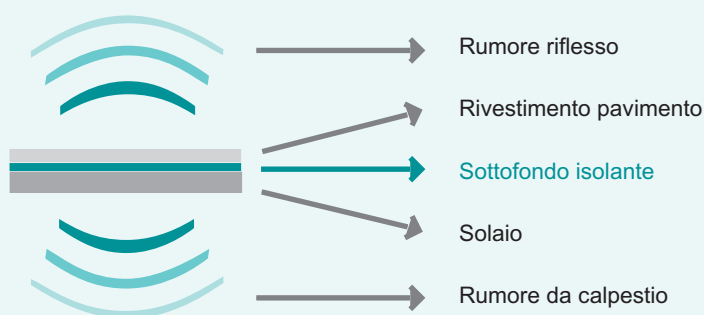 Rumore riflesso
Rivestimento pavimento
Sottofondo isolante
Solaio
Rumore da calpestio